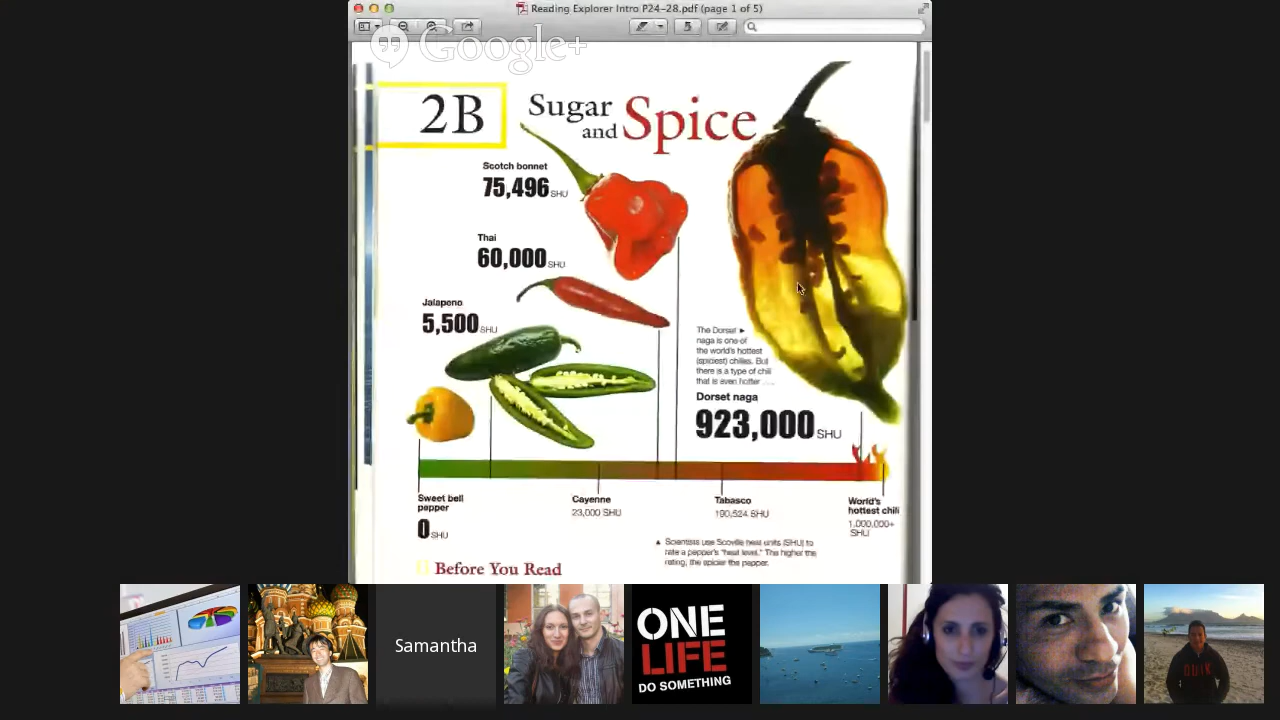 Reading Explorer Intro P24-28.pdf (page 1 of 5)
Google+
2B
Sugar
and Spice
Scotch bonnet
75,496 SHU
Thai
60,000 SHU
Jalapeno
5,500 SHU
The Dorset ►
naga is one of
the world's hottest
(spiciest) chilies. But
there is a type of chili
that is even hotter ....
Dorset naga
923,000 SHU
Sweet bell
pepper
0 SHU
Cayenne
23,000 SHU
Tabasco
190,524 SHU
World's
hottest chili
1,000,000+
SHU
▲ Scientists use Scoville heat units (SHU) to
rate a pepper's "heat level." The higher the
rating, the spicier the pepper.
Before You Read
Samantha
ONE
LIFE
DO SOMETHING